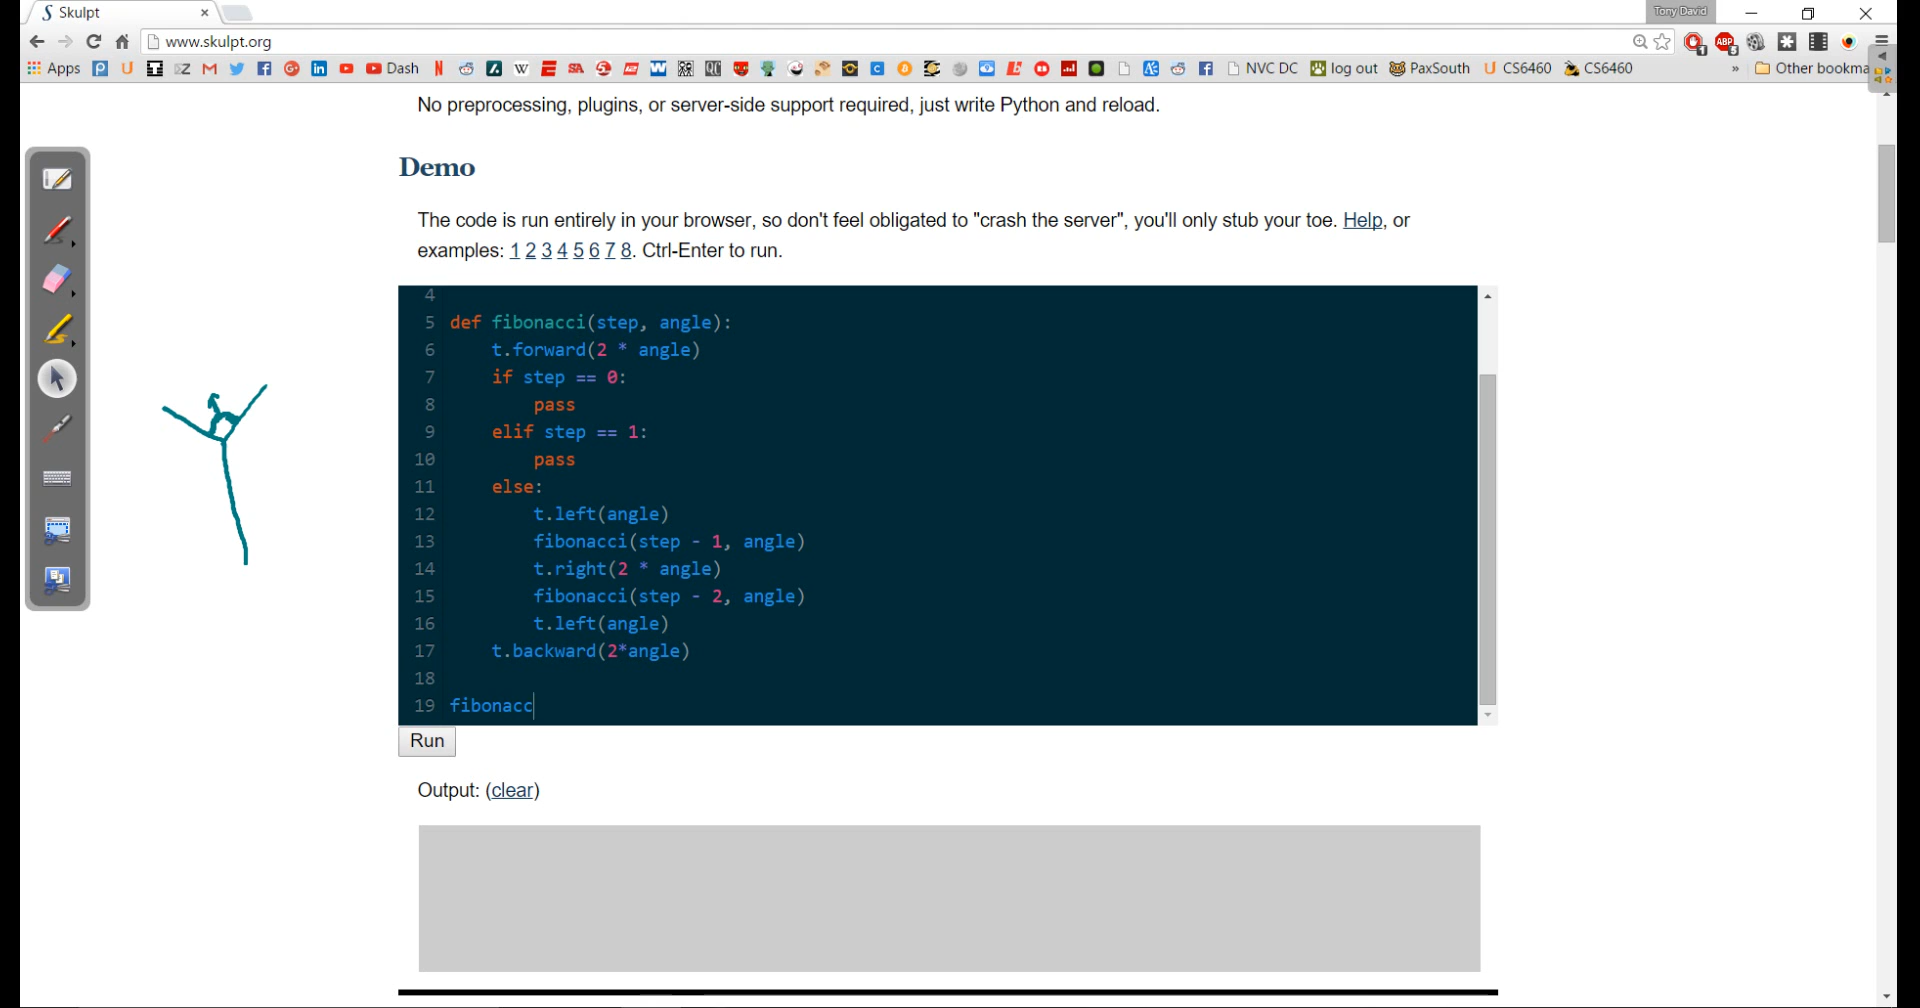 Skulpt
Tony David
www.skulpt.org
Apps Dash NVC DC log out PaxSouth CS6460 CS6460 » Other bookma
No preprocessing, plugins, or server-side support required, just write Python and reload.
Demo
The code is run entirely in your browser, so don't feel obligated to "crash the server", you'll only stub your toe. Help, or
examples: 1 2 3 4 5 6 7 8. Ctrl-Enter to run.
4
5 def fibonacci(step, angle):
6 t.forward(2 * angle)
7 if step == 0:
8 pass
9 elif step == 1:
10 pass
11 else:
12 t.left(angle)
13 fibonacci(step - 1, angle)
14 t.right(2 * angle)
15 fibonacci(step - 2, angle)
16 t.left(angle)
17 t.backward(2*angle)
18
19 fibonacc
Run
Output: (clear)